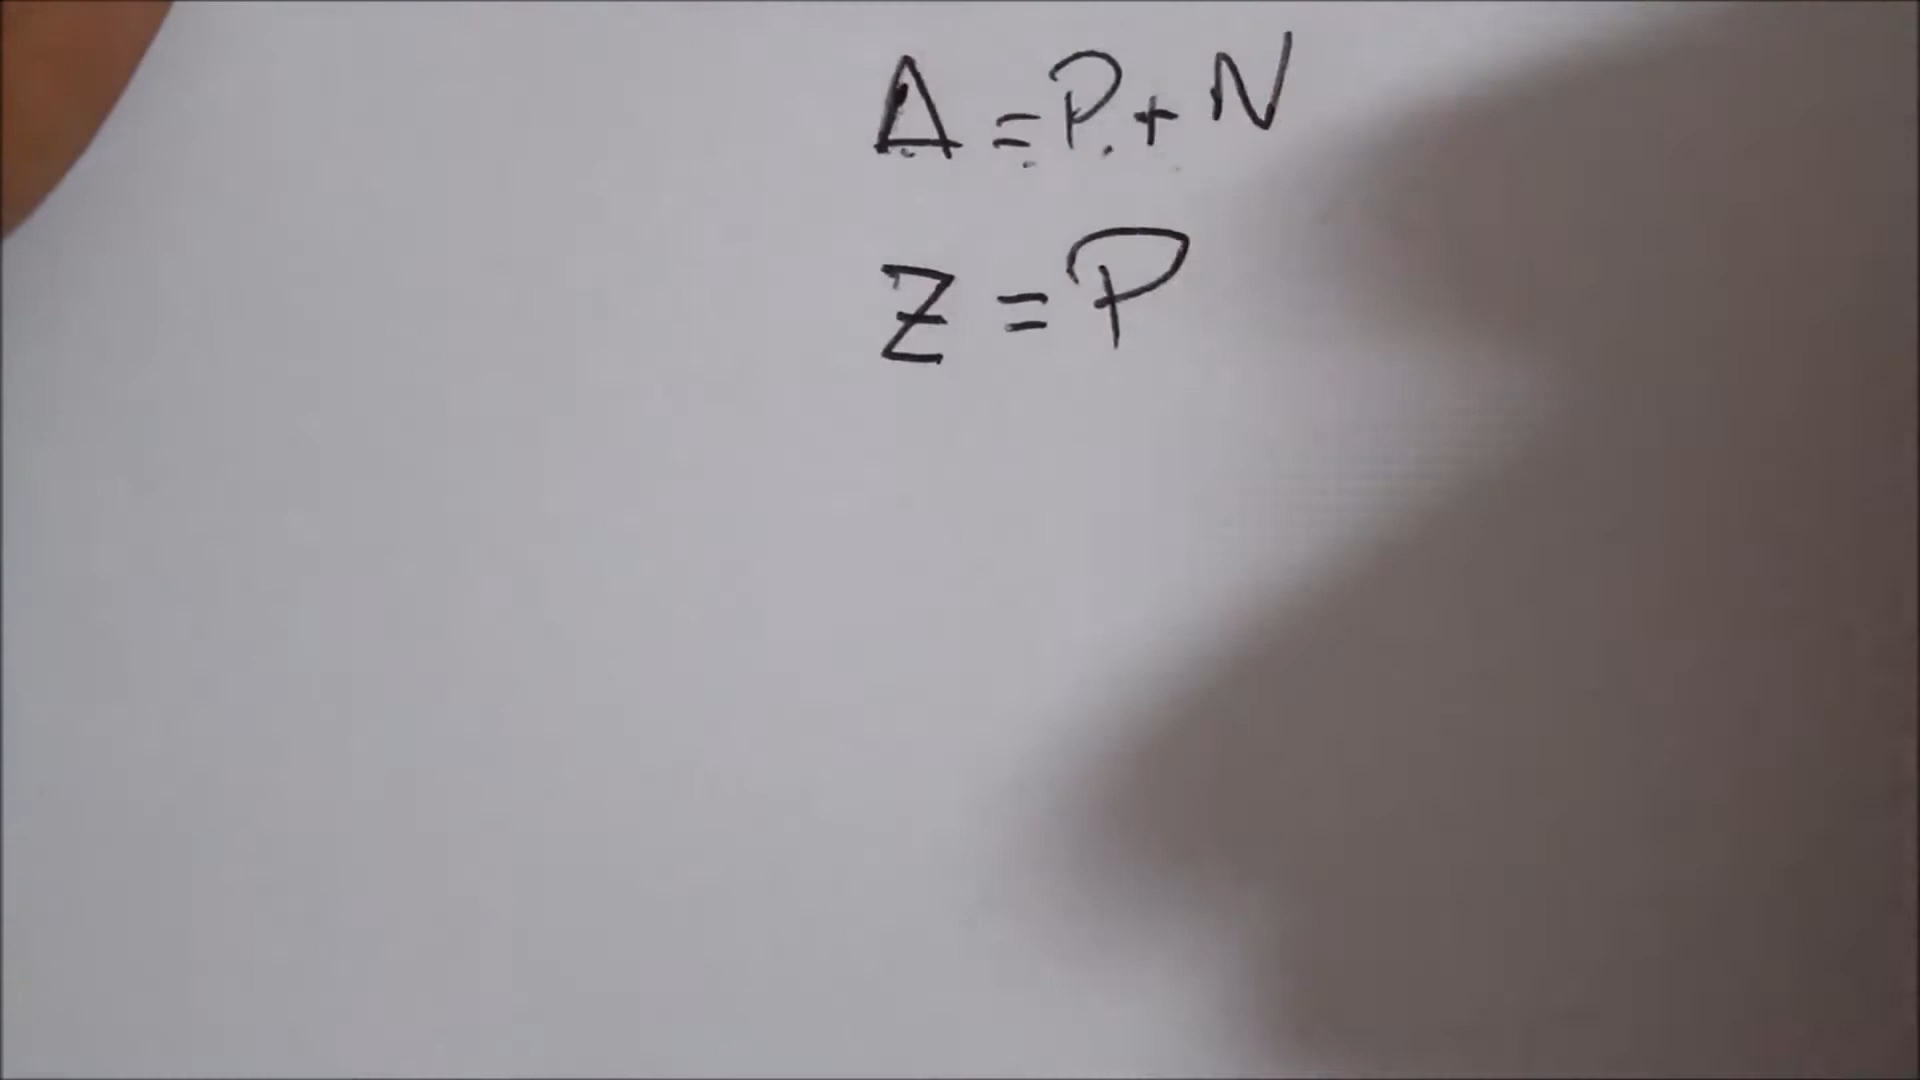 A = P + N
Z = P